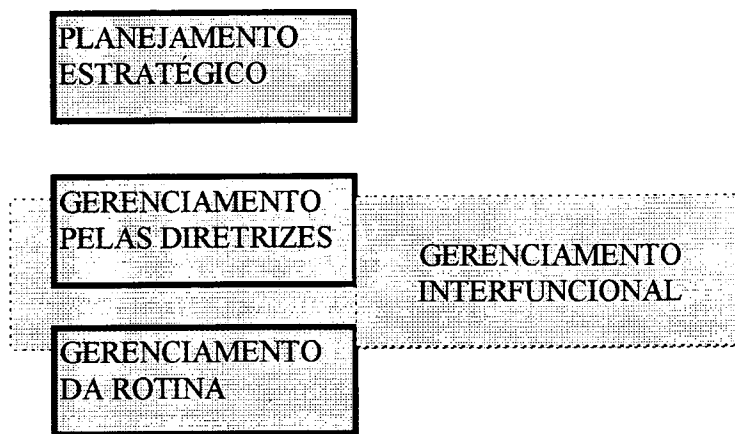 PLANEJAMENTO
ESTRATÉGICO
GERENCIAMENTO
PELAS DIRETRIZES
GERENCIAMENTO
INTERFUNCIONAL
GERENCIAMENTO
DA ROTINA